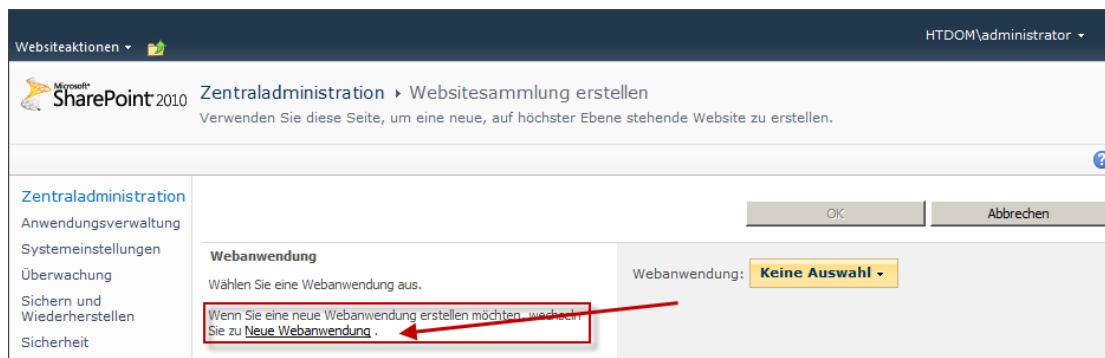 HTDOM\administrator
Websiteaktionen
Microsoft
SharePoint 2010
Zentraladministration Websitesammlung erstellen
Verwenden Sie diese Seite, um eine neue, auf höchster Ebene stehende Website zu erstellen.
?
Zentraladministration
Anwendungsverwaltung
Systemeinstellungen
Überwachung
Sichern und
Wiederherstellen
Sicherheit
OK
Abbrechen
Webanwendung
Wählen Sie eine Webanwendung aus.
Wenn Sie eine neue Webanwendung erstellen möchten, wechseln
Sie zu Neue Webanwendung .
Webanwendung: Keine Auswahl